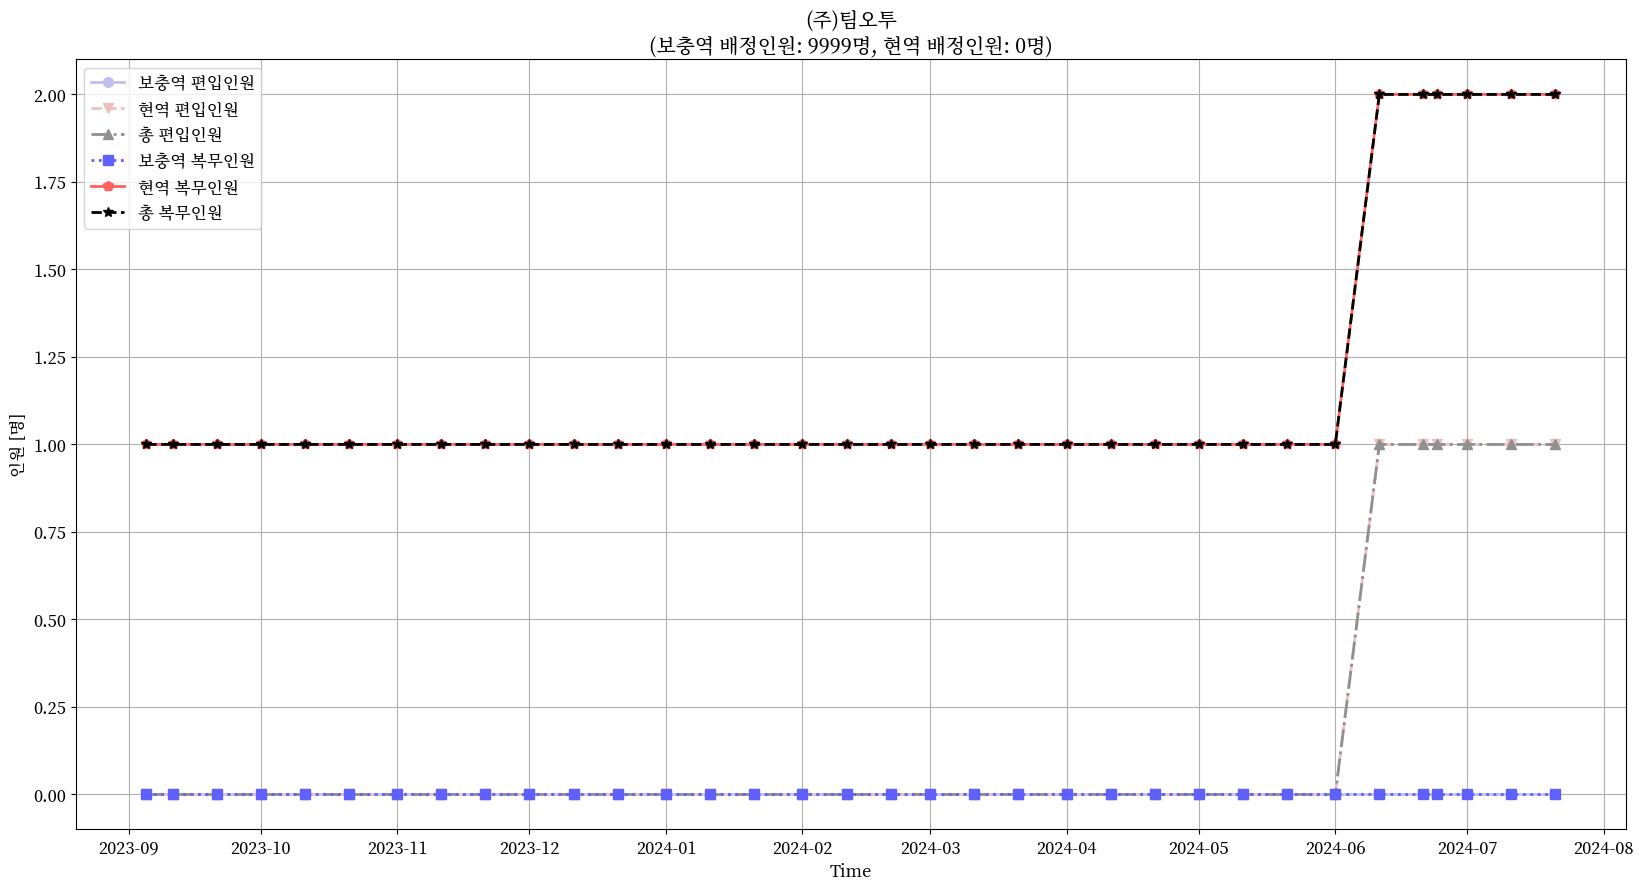 (주)팀오투
(보충역 배정인원: 9999명, 현역 배정인원: 0명)
보충역 편입인원
현역 편입인원
총 편입인원
보충역 복무인원
현역 복무인원
총 복무인원
2.00
1.75
1.50
1.25
1.00
0.75
0.50
0.25
0.00
인원 [명]
2023-09 2023-10 2023-11 2023-12 2024-01 2024-02 2024-03 2024-04 2024-05 2024-06 2024-07 2024-08
Time